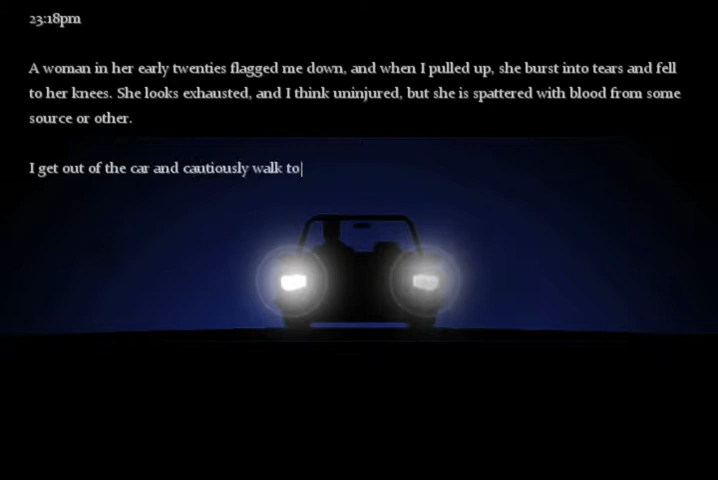 23:18pm
A woman in her early twenties flagged me down, and when I pulled up, she burst into tears and fell
to her knees. She looks exhausted, and I think uninjured, but she is spattered with blood from some
source or other.
I get out of the car and cautiously walk to